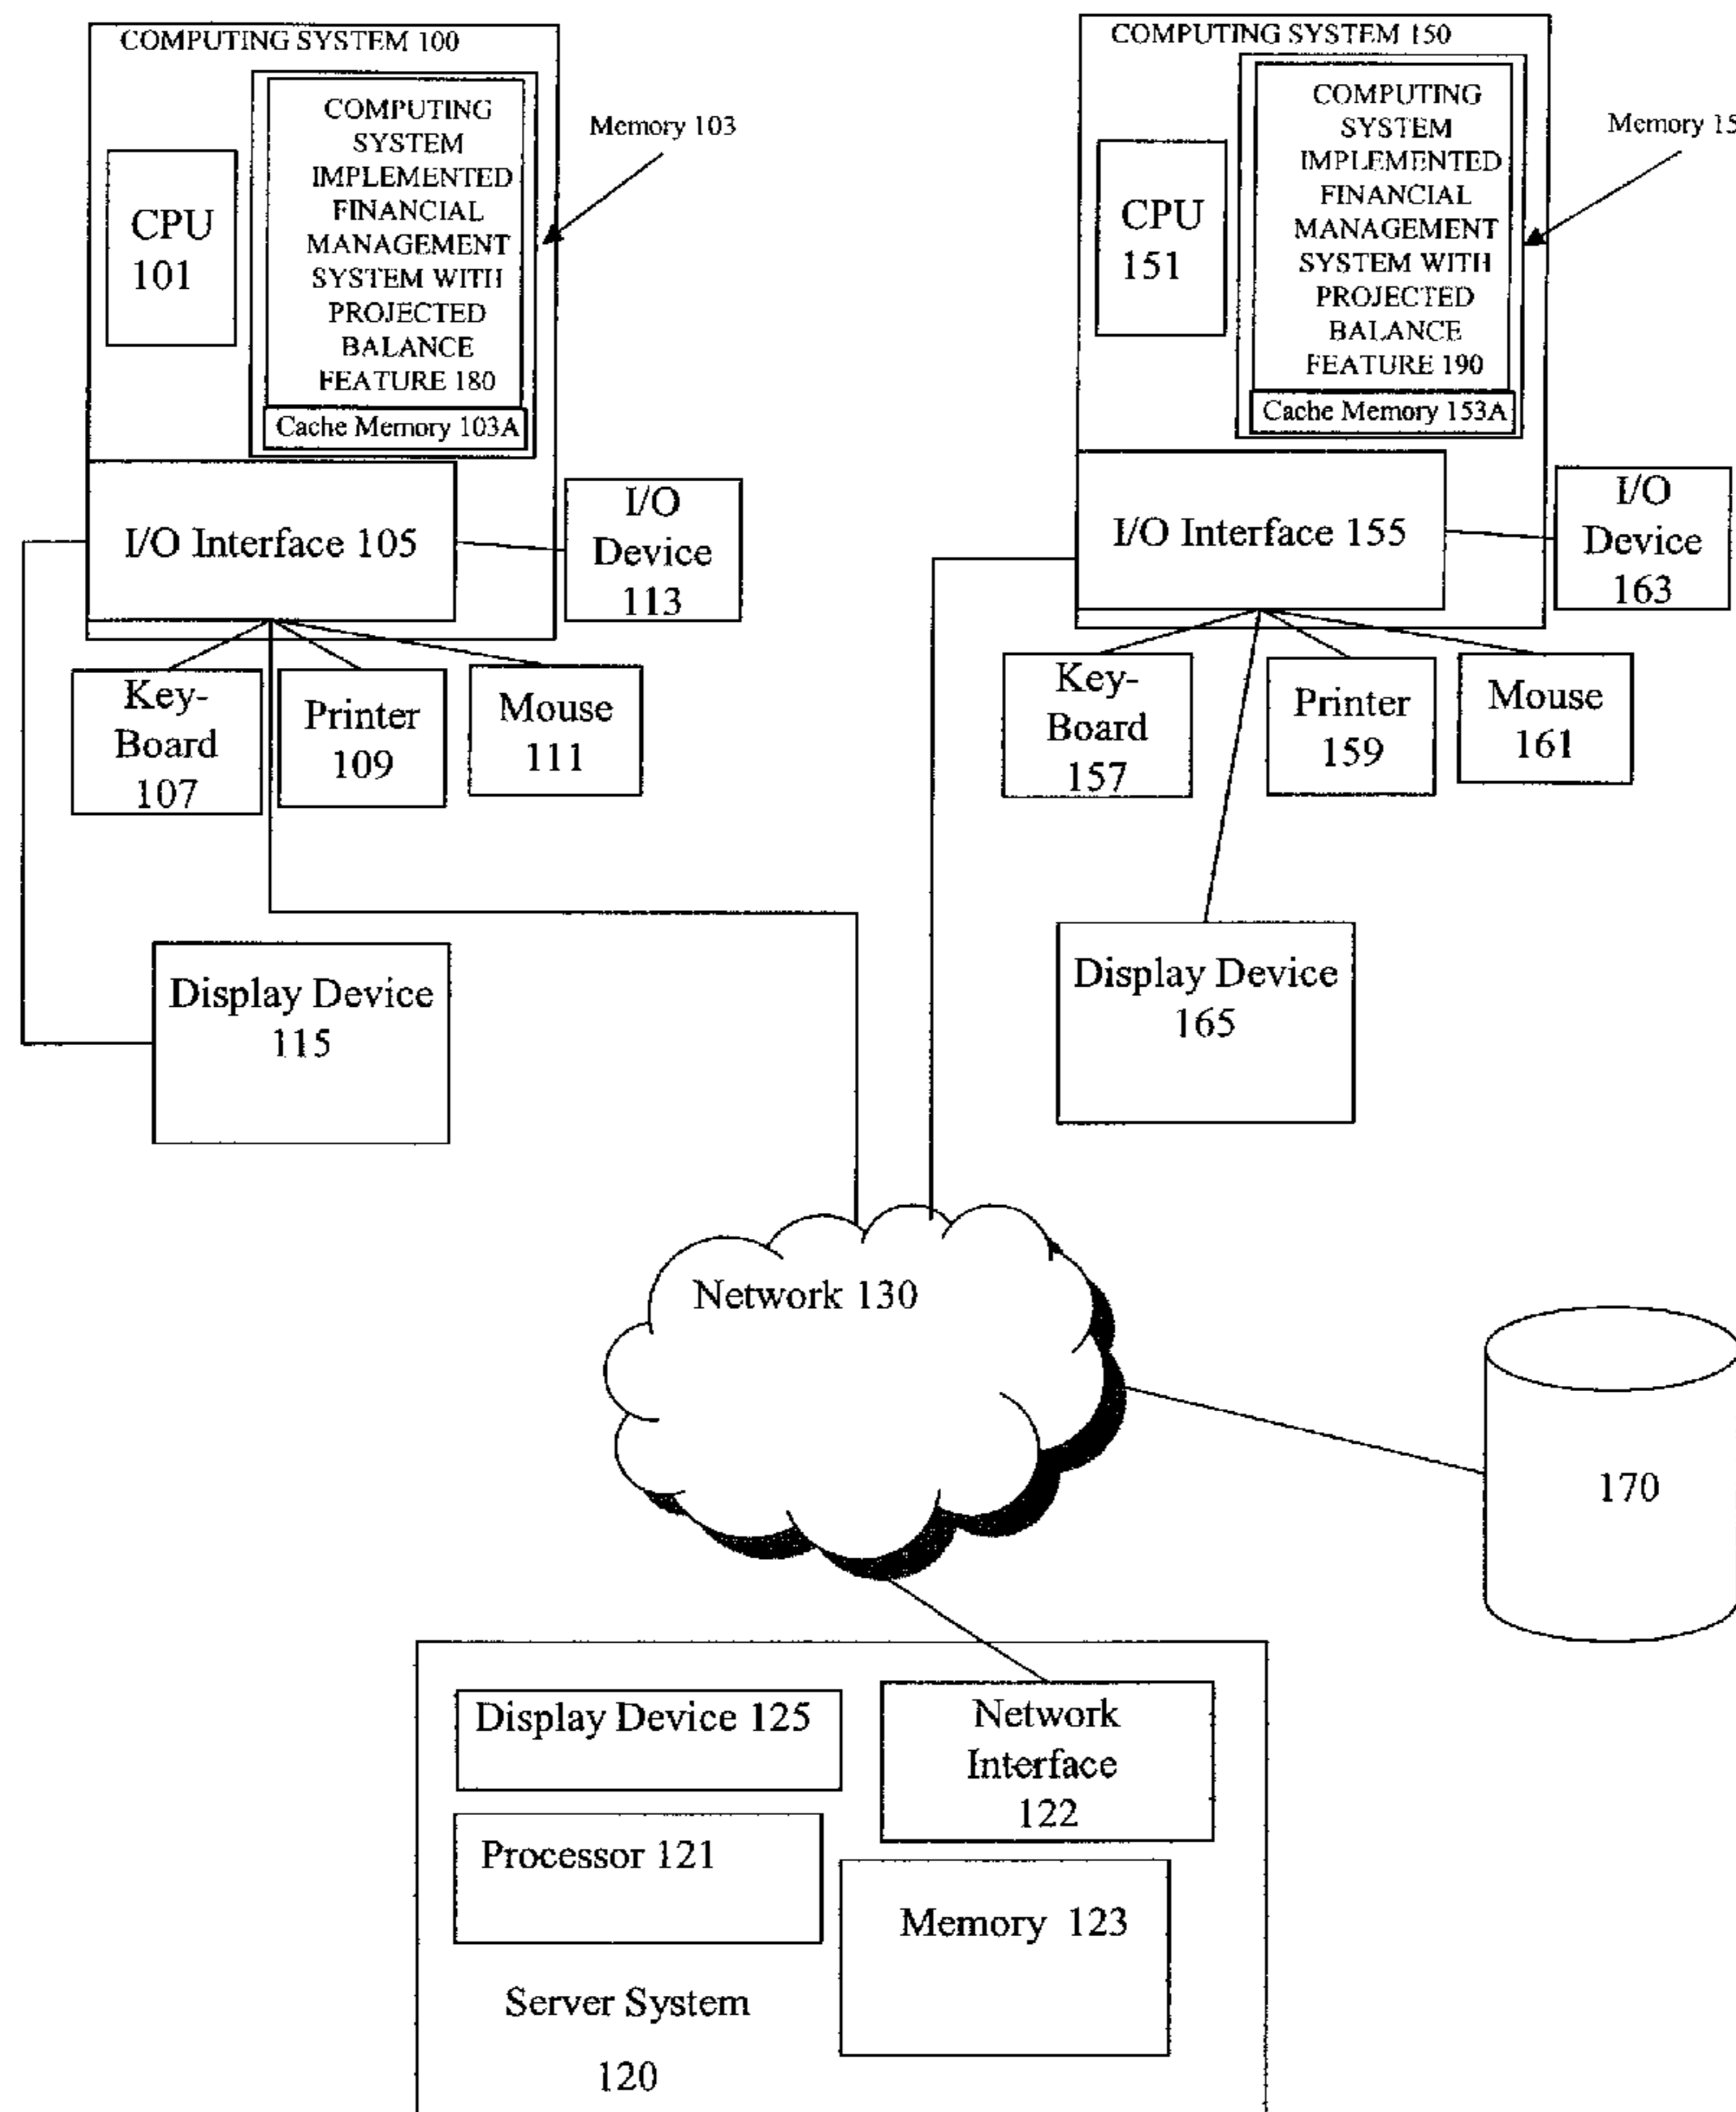 COMPUTING SYSTEM 100
COMPUTING
SYSTEM
IMPLEMENTED
FINANCIAL
MANAGEMENT
SYSTEM WITH
PROJECTED
BALANCE
FEATURE 180
Cache Memory 103A
Memory 103
CPU
101
I/O Interface 105
I/O
Device
113
Key-
Board
107
Printer
109
Mouse
111
Display Device
115
COMPUTING SYSTEM 150
COMPUTING
SYSTEM
IMPLEMENTED
FINANCIAL
MANAGEMENT
SYSTEM WITH
PROJECTED
BALANCE
FEATURE 190
Cache Memory 153A
Memory 15
CPU
151
I/O Interface 155
I/O
Device
163
Key-
Board
157
Printer
159
Mouse
161
Display Device
165
Network 130
170
Display Device 125
Network
Interface
122
Processor 121
Memory 123
Server System
120